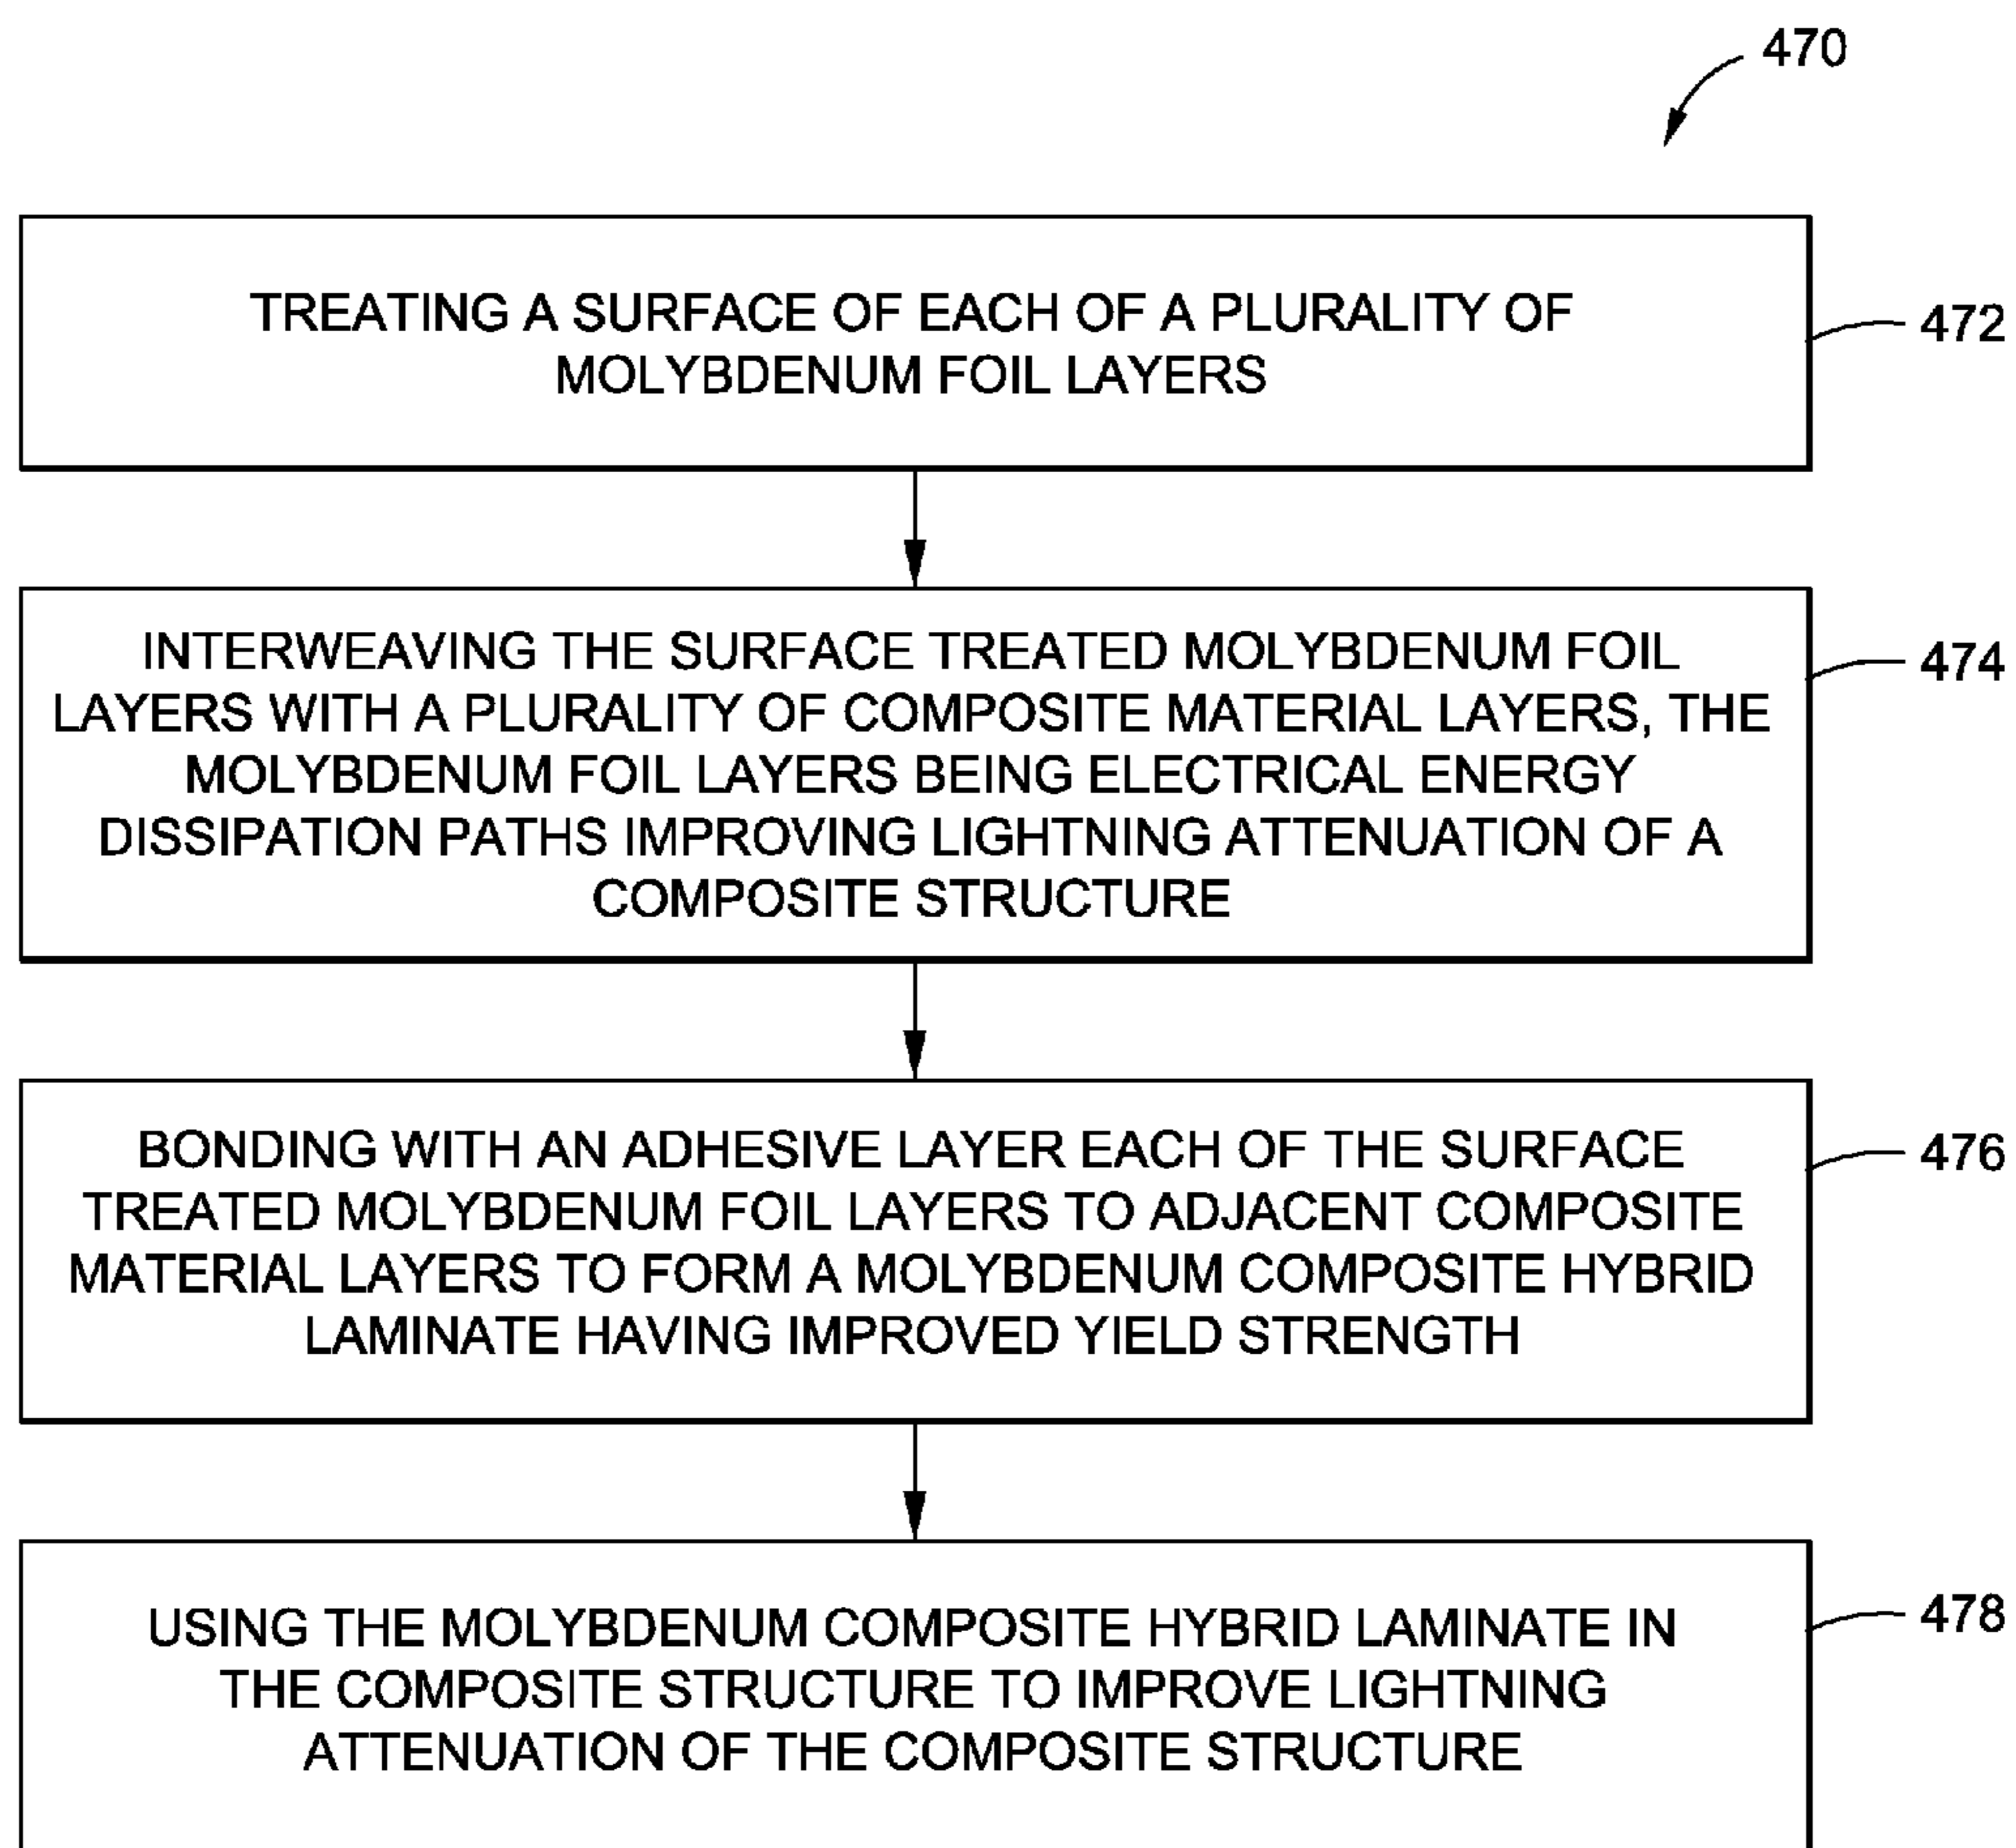 470
TREATING A SURFACE OF EACH OF A PLURALITY OF
MOLYBDENUM FOIL LAYERS
472
INTERWEAVING THE SURFACE TREATED MOLYBDENUM FOIL
LAYERS WITH A PLURALITY OF COMPOSITE MATERIAL LAYERS, THE
MOLYBDENUM FOIL LAYERS BEING ELECTRICAL ENERGY
DISSIPATION PATHS IMPROVING LIGHTNING ATTENUATION OF A
COMPOSITE STRUCTURE
474
BONDING WITH AN ADHESIVE LAYER EACH OF THE SURFACE
TREATED MOLYBDENUM FOIL LAYERS TO ADJACENT COMPOSITE
MATERIAL LAYERS TO FORM A MOLYBDENUM COMPOSITE HYBRID
LAMINATE HAVING IMPROVED YIELD STRENGTH
476
USING THE MOLYBDENUM COMPOSITE HYBRID LAMINATE IN
THE COMPOSITE STRUCTURE TO IMPROVE LIGHTNING
ATTENUATION OF THE COMPOSITE STRUCTURE
478